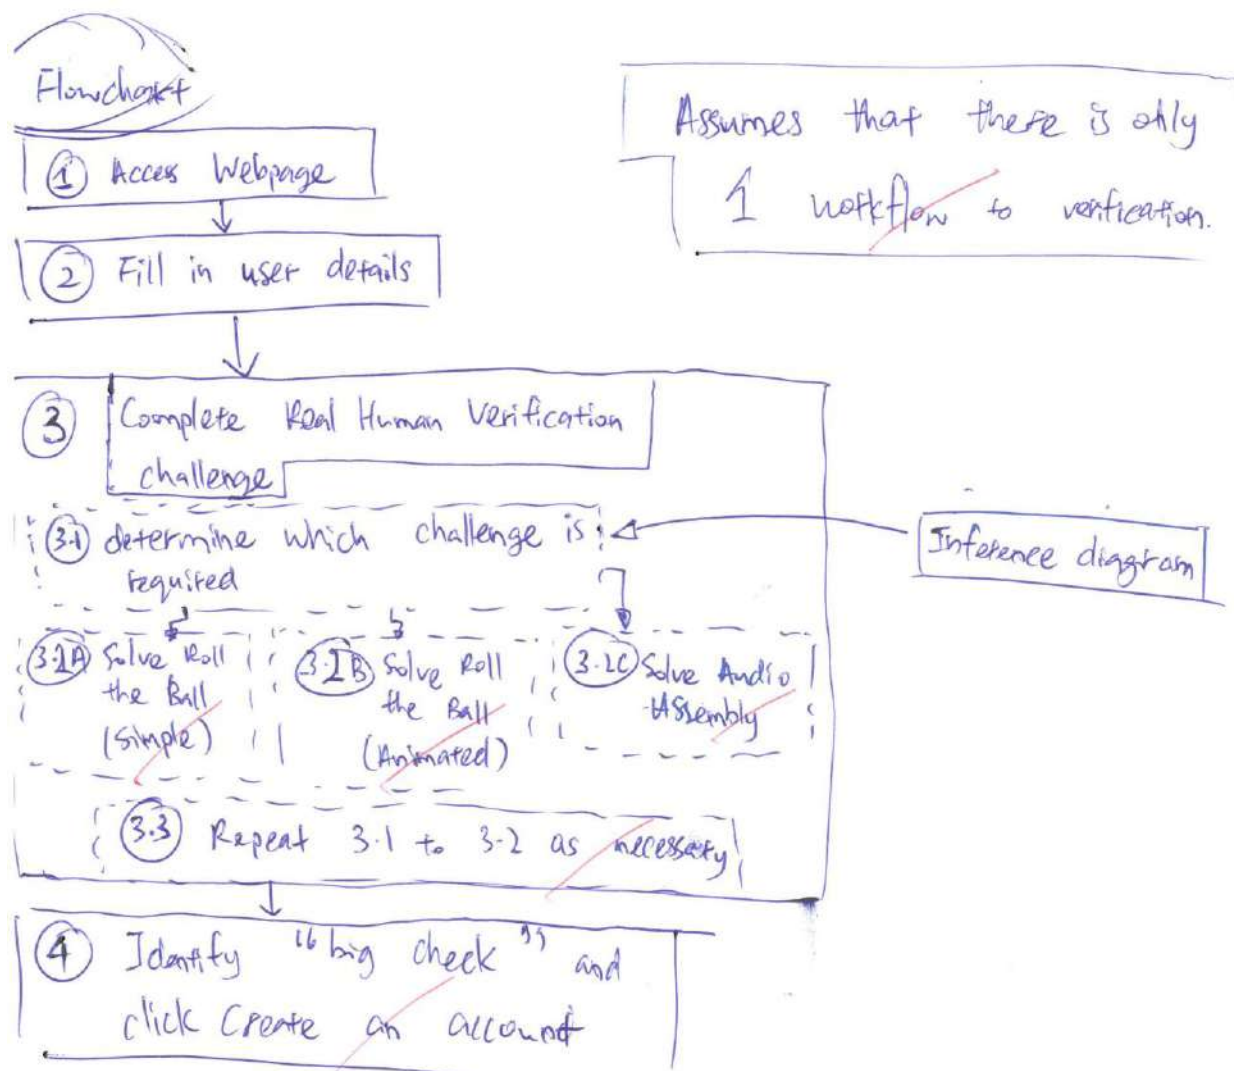 Flowchart
Assumes that there is only
1 workflow to verification.
① Access Webpage
② Fill in user details
③ Complete Real Human Verification
challenge
3.1 determine which challenge is
required
Inference diagram
3.2A Solve Roll
the Ball
(Simple)
3.2B Solve Roll
the Ball
(Animated)
3.2C Solve Audio
Assembly
3.3 Repeat 3.1 to 3.2 as necessary
④ Identify "big check" and
click Create an account